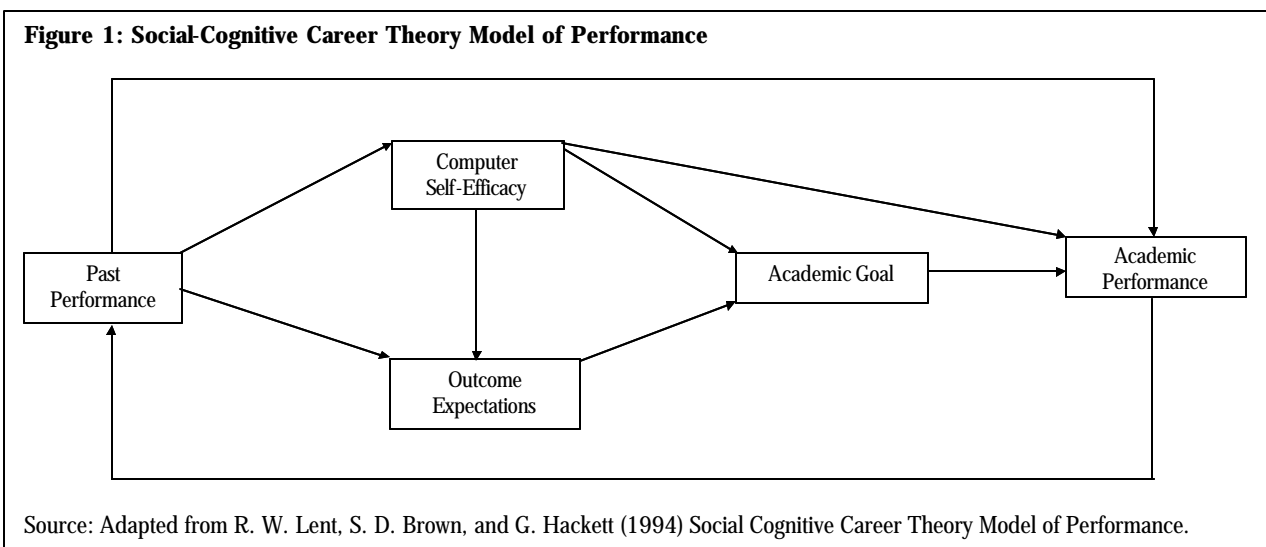 Figure 1: Social-Cognitive Career Theory Model of Performance
Computer
Self-Efficacy
Past
Performance
Academic Goal
Academic
Performance
Outcome
Expectations
Source: Adapted from R. W. Lent, S. D. Brown, and G. Hackett (1994) Social Cognitive Career Theory Model of Performance.